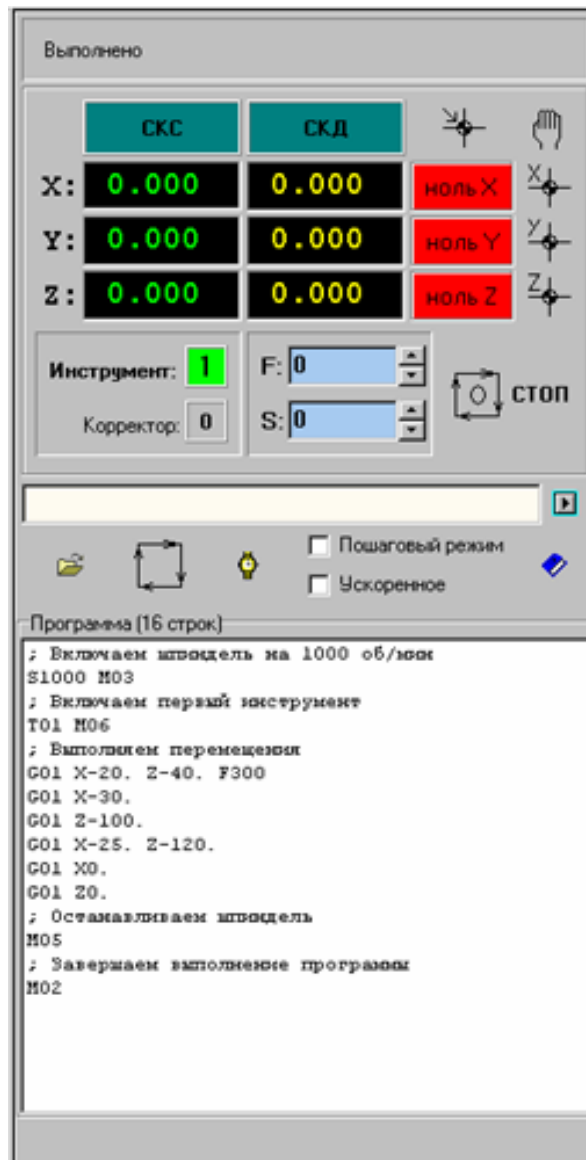 Выполнено
СКС СКД
X: 0.000 0.000 ноль X X
Y: 0.000 0.000 ноль Y Y
Z: 0.000 0.000 ноль Z Z
Инструмент: 1 F: 0
СТОП
Корректор: 0 S: 0
Пошаговый режим
Ускоренное
Программа (16 строк)
; Включаем шпиндель на 1000 об/мин
S1000 M03
; Включаем первый инструмент
T01 M06
; Выполняем перемещения
G01 X-20. Z-40. F300
G01 X-30.
G01 Z-100.
G01 X-25. Z-120.
G01 X0.
G01 Z0.
; Останавливаем шпиндель
M05
; Завершаем выполнение программы
M02